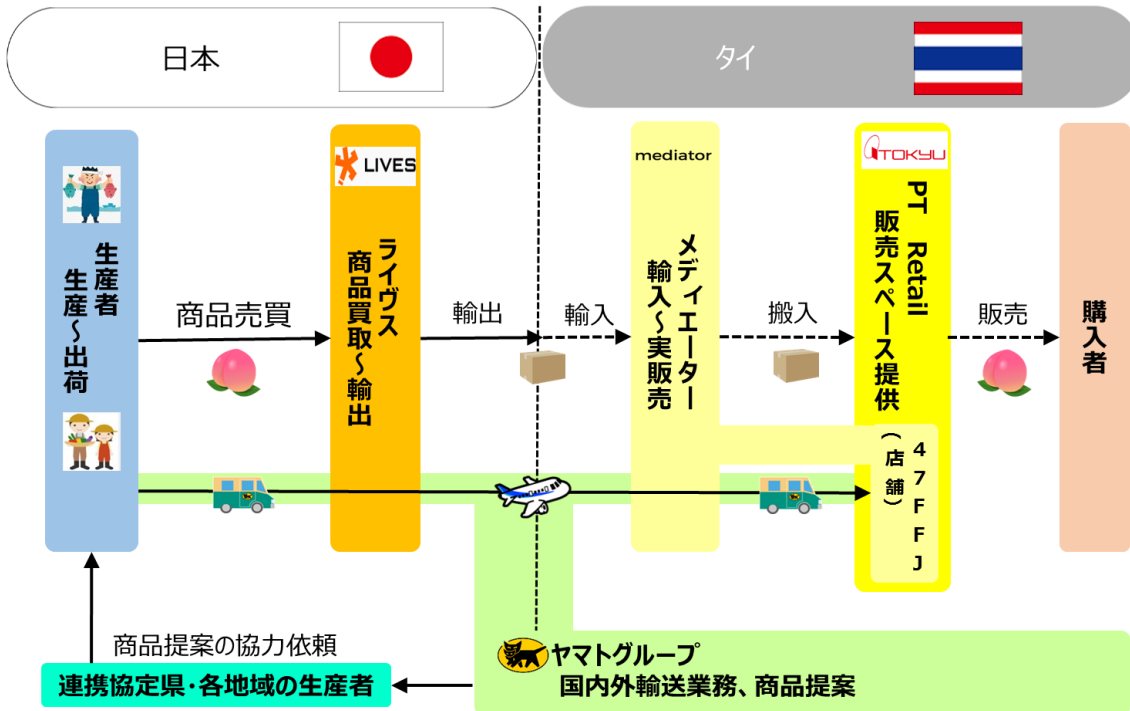 日本
タイ
生産者
生産～出荷
LIVES
ライヴス
商品買取～輸出
mediator
メディエーター
輸入～実販売
TOKYU
PT Retail
販売スペース提供
47FFJ
(店舗)
購入者
商品売買
輸出
輸入
搬入
販売
商品提案の協力依頼
連携協定県・各地域の生産者
ヤマトグループ
国内外輸送業務、商品提案